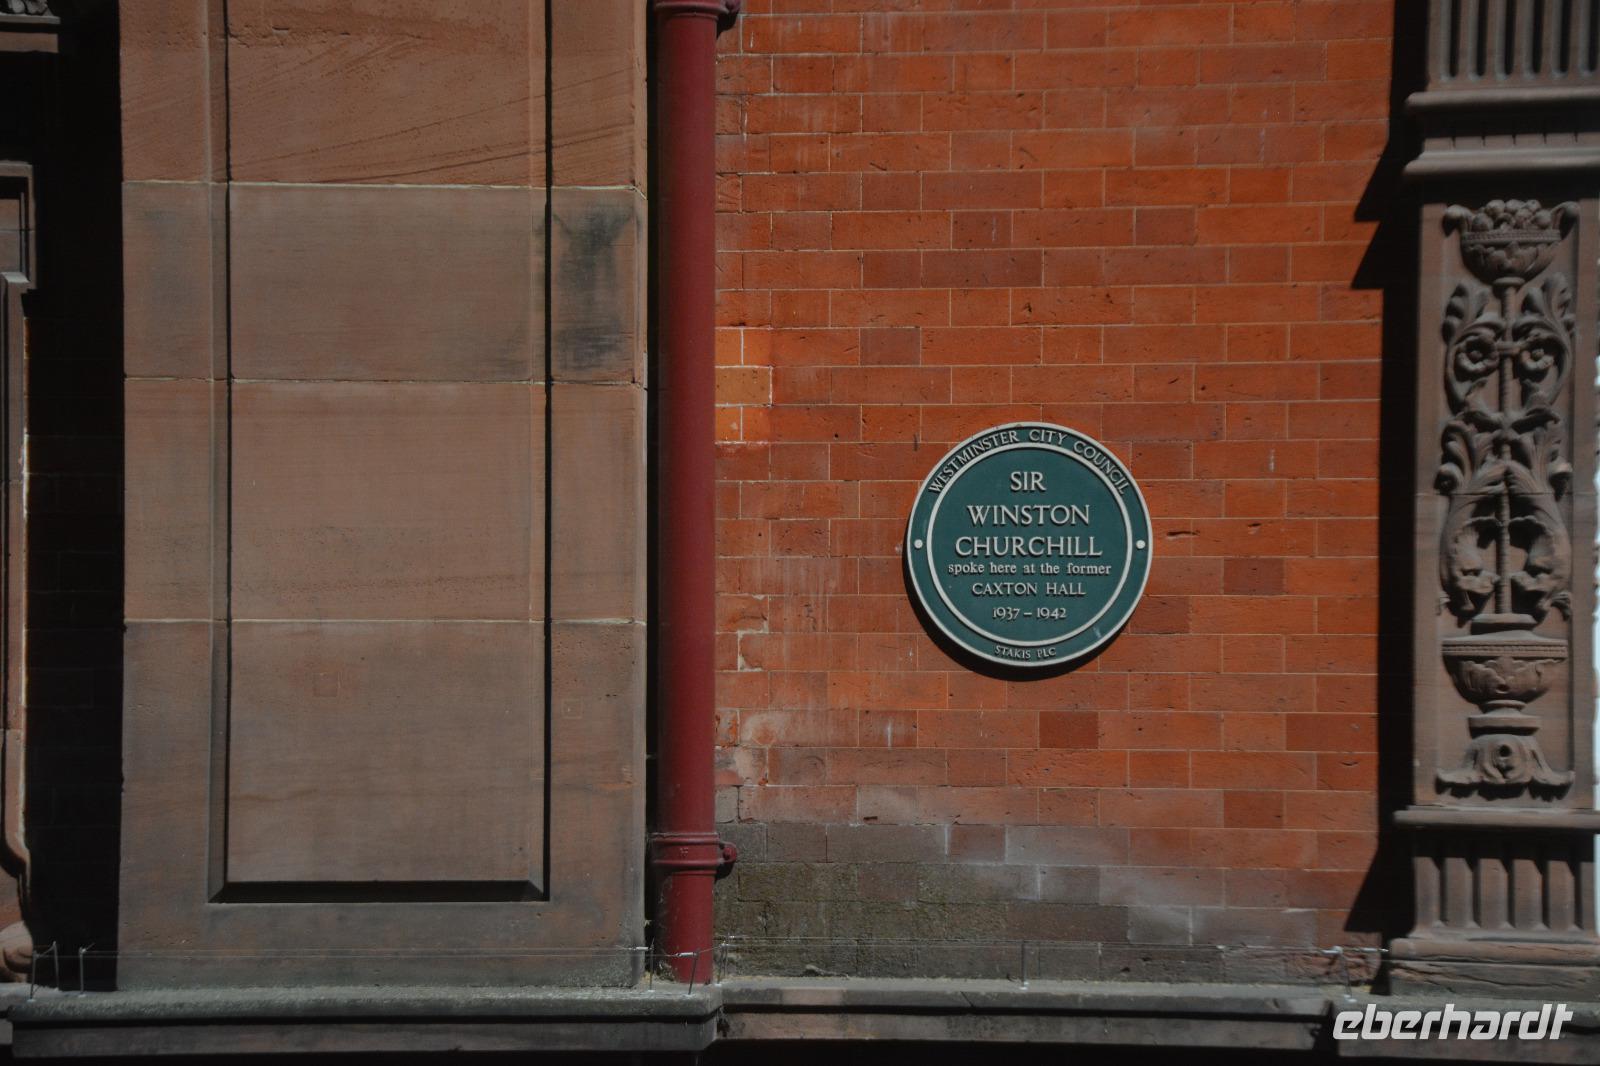 WESTMINSTER CITY COUNCIL
SIR
WINSTON
CHURCHILL
spoke here at the former
CAXTON HALL
1937 – 1942
STAKIS PLC
eberhardt